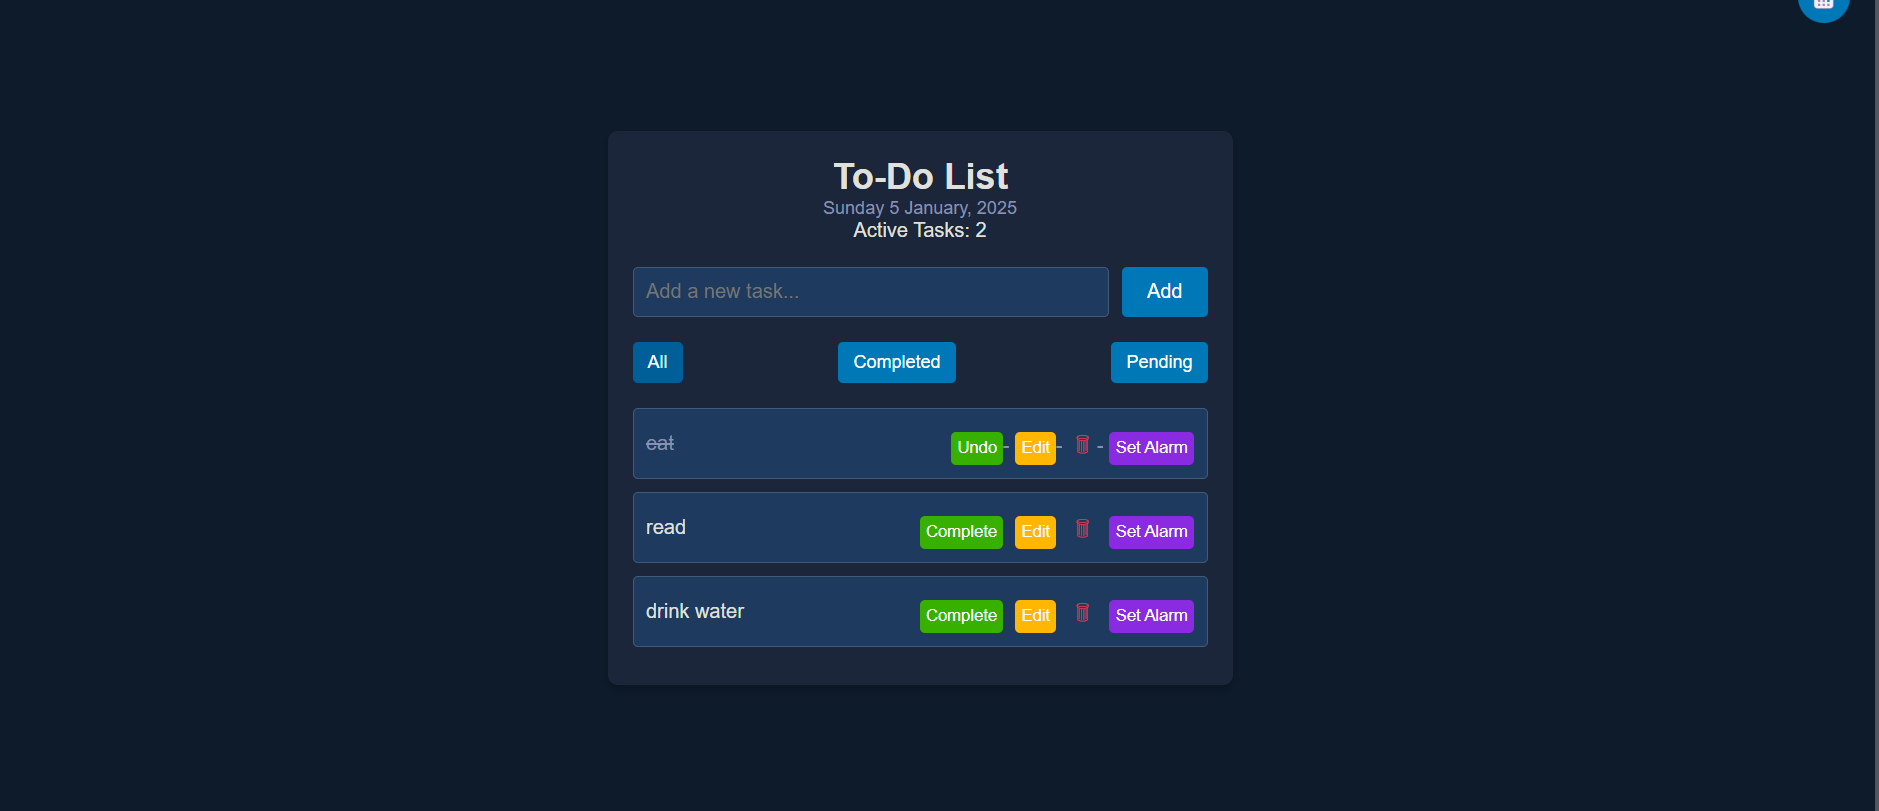 To-Do List
Sunday 5 January, 2025
Active Tasks: 2
Add a new task...
Add
All
Completed
Pending
eat
Undo
Edit
Set Alarm
read
Complete
Edit
Set Alarm
drink water
Complete
Edit
Set Alarm